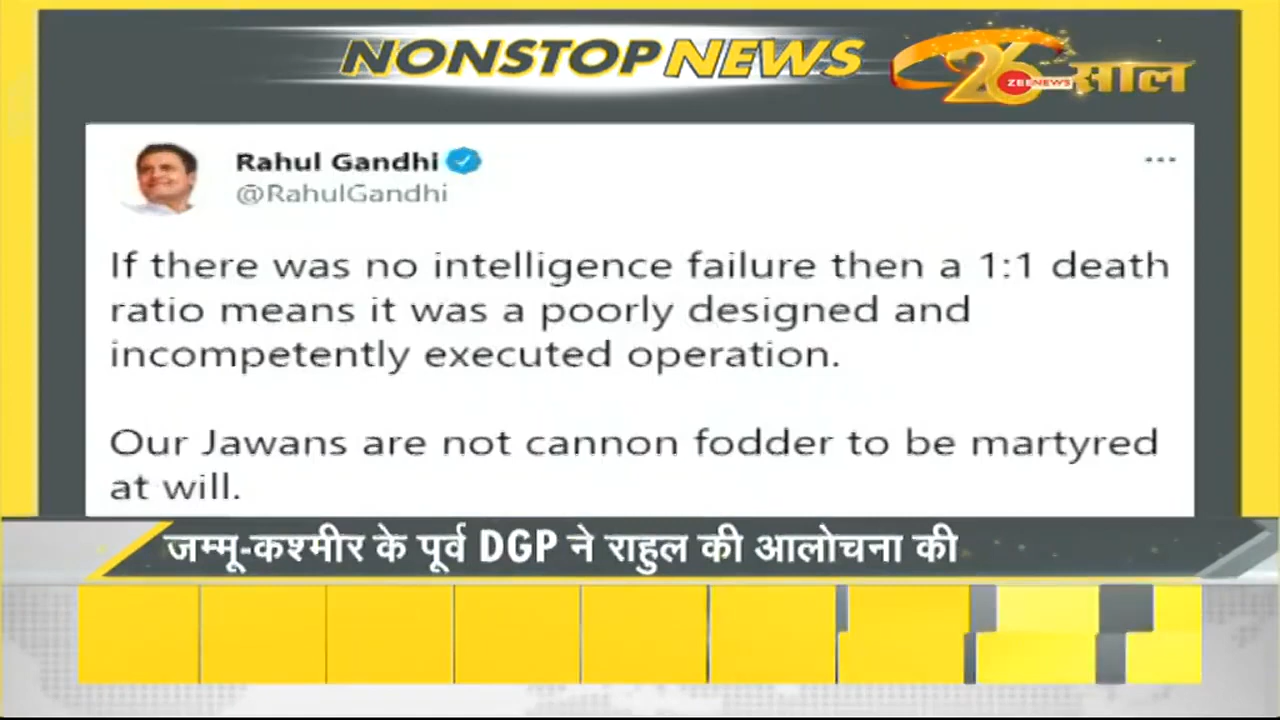 NONSTOP NEWS
26 ZEE NEWS साल
Rahul Gandhi
@RahulGandhi
If there was no intelligence failure then a 1:1 death
ratio means it was a poorly designed and
incompetently executed operation.
Our Jawans are not cannon fodder to be martyred
at will.
जम्मू-कश्मीर के पूर्व DGP ने राहुल की आलोचना की